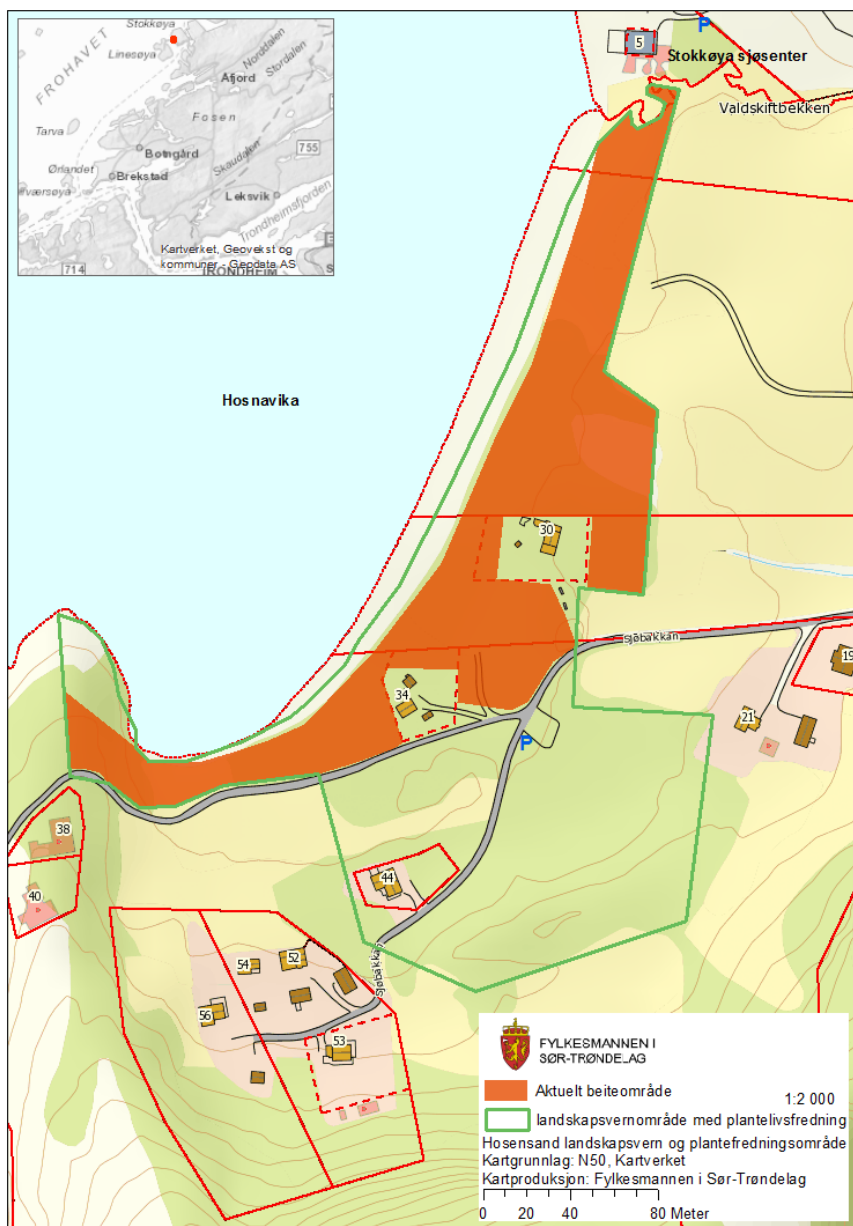 Stokkøya
Linesøya
FROHAVET
Norddalen
Stordalen
Åfjord
Fosen
Tarva
Botngård
755
Ørlandet
Skaudalen
Brekstad
Leksvik
Trondheimsfjorden
714
TRONDHEIM
Kartverket, Geovekst og
kommuner - Geodata AS
P
5
Stokkøya sjøsenter
Valdskiftbekken
Hosnavika
30
Sjøbakkan
19
34
21
P
38
44
40
Sjøbakkan
54
52
56
53
FYLKESMANNEN I
SØR-TRØNDELAG
Aktuelt beiteområde
1:2 000
landskapsvernområde med plantelivsfredning
Hosensand landskapsvern og plantefredningsområde
Kartgrunnlag: N50, Kartverket
Kartproduksjon: Fylkesmannen i Sør-Trøndelag
0 20 40 80 Meter